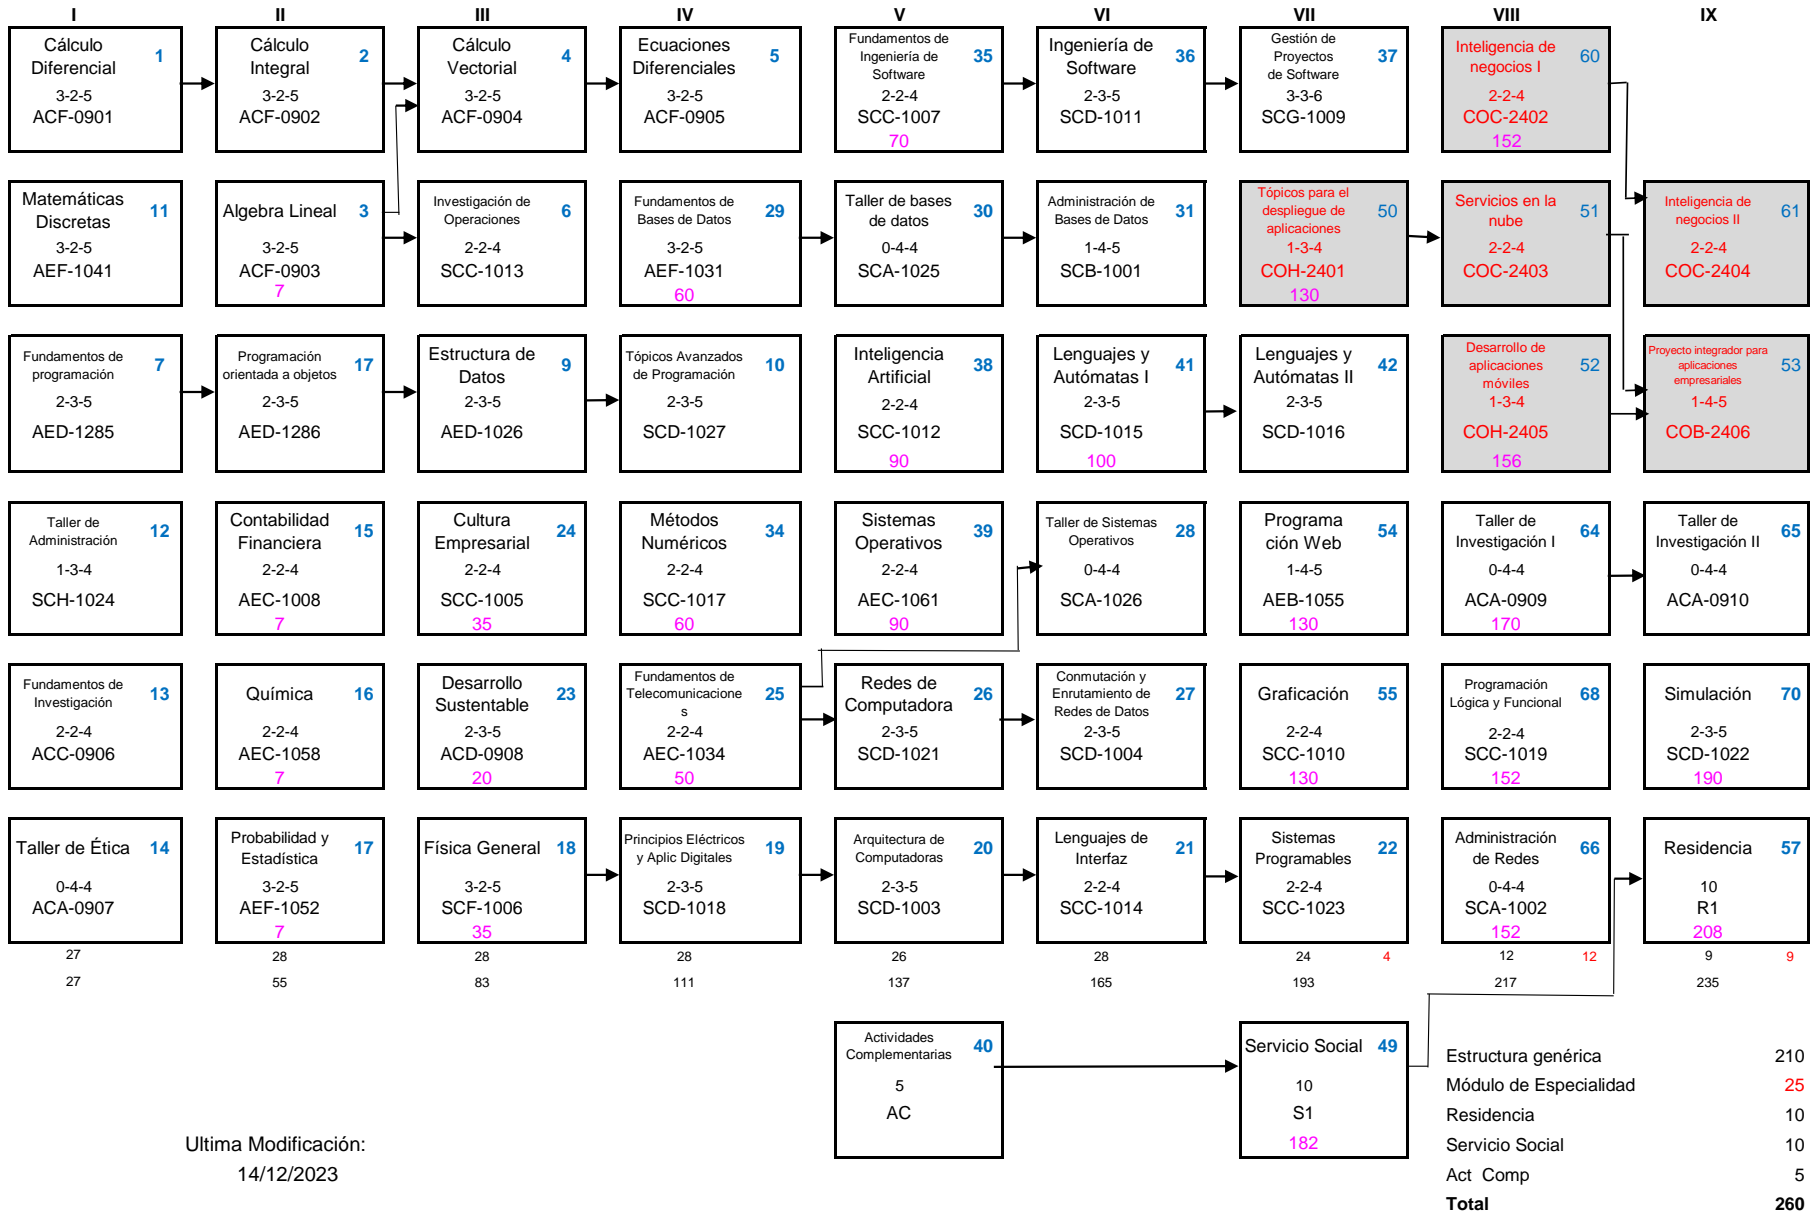 I II III IV V VI VII VIII IX
Cálculo
Diferencial
1
3-2-5
ACF-0901
Cálculo
Integral
2
3-2-5
ACF-0902
Cálculo
Vectorial
4
3-2-5
ACF-0904
Ecuaciones
Diferenciales
5
3-2-5
ACF-0905
Fundamentos de
Ingeniería de
Software
35
2-2-4
SCC-1007
70
Ingeniería de
Software
36
2-3-5
SCD-1011
Gestión de
Proyectos
de Software
37
3-3-6
SCG-1009
Inteligencia de
negocios I
60
2-2-4
COC-2402
152
Matemáticas
Discretas
11
3-2-5
AEF-1041
Algebra Lineal
3
3-2-5
ACF-0903
7
Investigación de
Operaciones
6
2-2-4
SCC-1013
Fundamentos de
Bases de Datos
29
3-2-5
AEF-1031
60
Taller de bases
de datos
30
0-4-4
SCA-1025
Administración de
Bases de Datos
31
1-4-5
SCB-1001
Tópicos para el
despliegue de
aplicaciones
50
1-3-4
COH-2401
130
Servicios en la
nube
51
2-2-4
COC-2403
Inteligencia de
negocios II
61
2-2-4
COC-2404
Fundamentos de
programación
7
2-3-5
AED-1285
Programación
orientada a objetos
17
2-3-5
AED-1286
Estructura de
Datos
9
2-3-5
AED-1026
Tópicos Avanzados
de Programación
10
2-3-5
SCD-1027
Inteligencia
Artificial
38
2-2-4
SCC-1012
90
Lenguajes y
Autómatas I
41
2-3-5
SCD-1015
100
Lenguajes y
Autómatas II
42
2-3-5
SCD-1016
Desarrollo de
aplicaciones
móviles
52
1-3-4
COH-2405
156
Proyecto integrador para
aplicaciones
empresariales
53
1-4-5
COB-2406
Taller de
Administración
12
1-3-4
SCH-1024
Contabilidad
Financiera
15
2-2-4
AEC-1008
7
Cultura
Empresarial
24
2-2-4
SCC-1005
35
Métodos
Numéricos
34
2-2-4
SCC-1017
60
Sistemas
Operativos
39
2-2-4
AEC-1061
90
Taller de Sistemas
Operativos
28
0-4-4
SCA-1026
Programa
ción Web
54
1-4-5
AEB-1055
130
Taller de
Investigación I
64
0-4-4
ACA-0909
170
Taller de
Investigación II
65
0-4-4
ACA-0910
Fundamentos de
Investigación
13
2-2-4
ACC-0906
Química
16
2-2-4
AEC-1058
7
Desarrollo
Sustentable
23
2-3-5
ACD-0908
20
Fundamentos de
Telecomunicacione
s
25
2-2-4
AEC-1034
50
Redes de
Computadora
26
2-3-5
SCD-1021
Conmutación y
Enrutamiento de
Redes de Datos
27
2-3-5
SCD-1004
Graficación
55
2-2-4
SCC-1010
130
Programación
Lógica y Funcional
68
2-2-4
SCC-1019
152
Simulación
70
2-3-5
SCD-1022
190
Taller de Ética
14
0-4-4
ACA-0907
Probabilidad y
Estadística
17
3-2-5
AEF-1052
7
Física General
18
3-2-5
SCF-1006
35
Principios Eléctricos
y Aplic Digitales
19
2-3-5
SCD-1018
Arquitectura de
Computadoras
20
2-3-5
SCD-1003
Lenguajes de
Interfaz
21
2-2-4
SCC-1014
Sistemas
Programables
22
2-2-4
SCC-1023
Administración
de Redes
66
0-4-4
SCA-1002
152
Residencia
57
10
R1
208
27 28 28 28 26 28 24 4 12 12 9 9
27 55 83 111 137 165 193 217 235
Actividades
Complementarias
40
5
AC
Servicio Social
49
10
S1
182
Estructura genérica 210
Módulo de Especialidad 25
Residencia 10
Servicio Social 10
Act Comp 5
Total 260
Ultima Modificación:
14/12/2023